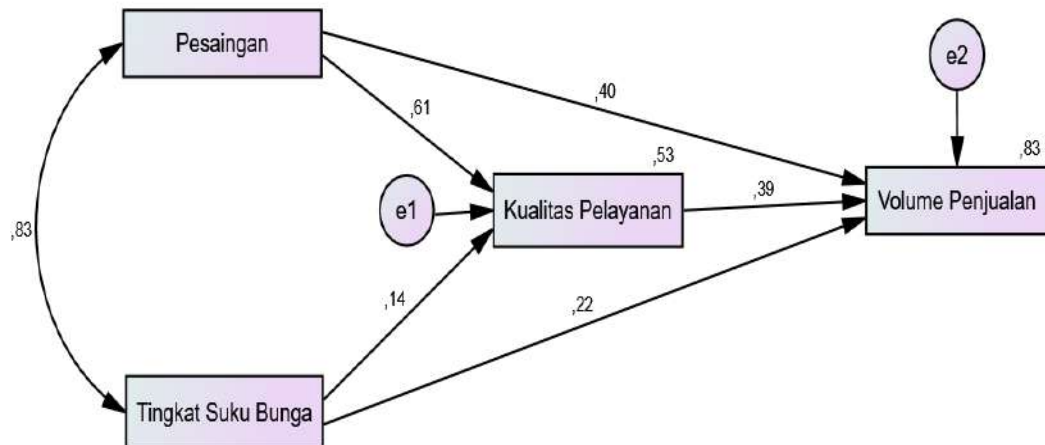 Pesaingan
e2
,61
,40
,53
,83
e1
Kualitas Pelayanan
,39
Volume Penjualan
,83
,14
,22
Tingkat Suku Bunga